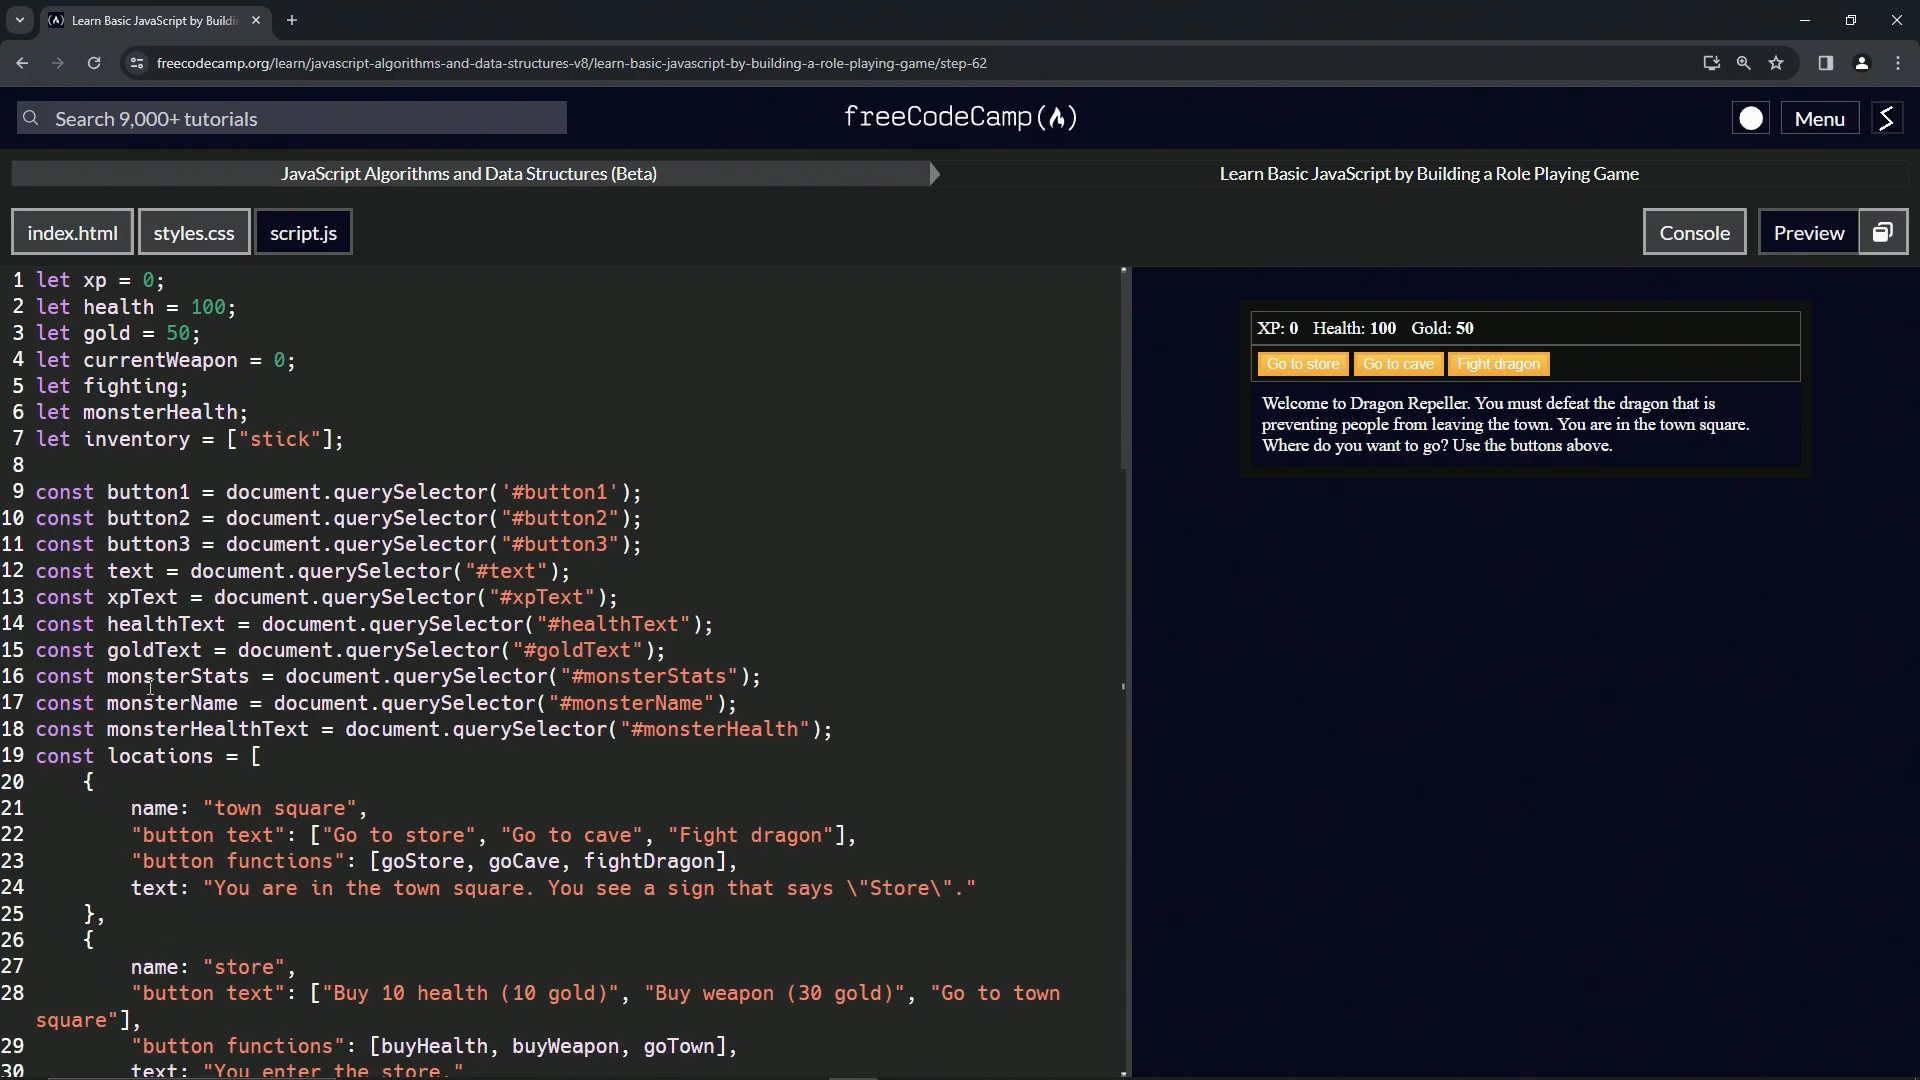 Learn Basic JavaScript by Buildi
freecodecamp.org/learn/javascript-algorithms-and-data-structures-v8/learn-basic-javascript-by-building-a-role-playing-game/step-62
Search 9,000+ tutorials
freeCodeCamp(🔥)
Menu
JavaScript Algorithms and Data Structures (Beta)
Learn Basic JavaScript by Building a Role Playing Game
index.html
styles.css
script.js
Console
Preview
1 let xp = 0;
2 let health = 100;
3 let gold = 50;
4 let currentWeapon = 0;
5 let fighting;
6 let monsterHealth;
7 let inventory = ["stick"];
8
9 const button1 = document.querySelector('#button1');
10 const button2 = document.querySelector("#button2");
11 const button3 = document.querySelector("#button3");
12 const text = document.querySelector("#text");
13 const xpText = document.querySelector("#xpText");
14 const healthText = document.querySelector("#healthText");
15 const goldText = document.querySelector("#goldText");
16 const monsterStats = document.querySelector("#monsterStats");
17 const monsterName = document.querySelector("#monsterName");
18 const monsterHealthText = document.querySelector("#monsterHealth");
19 const locations = [
20     {
21         name: "town square",
22         "button text": ["Go to store", "Go to cave", "Fight dragon"],
23         "button functions": [goStore, goCave, fightDragon],
24         text: "You are in the town square. You see a sign that says \"Store\"."
25     },
26     {
27         name: "store",
28         "button text": ["Buy 10 health (10 gold)", "Buy weapon (30 gold)", "Go to town
square"],
29         "button functions": [buyHealth, buyWeapon, goTown],
30         text: "You enter the store."
XP: 0 Health: 100 Gold: 50
Go to store
Go to cave
Fight dragon
Welcome to Dragon Repeller. You must defeat the dragon that is
preventing people from leaving the town. You are in the town square.
Where do you want to go? Use the buttons above.